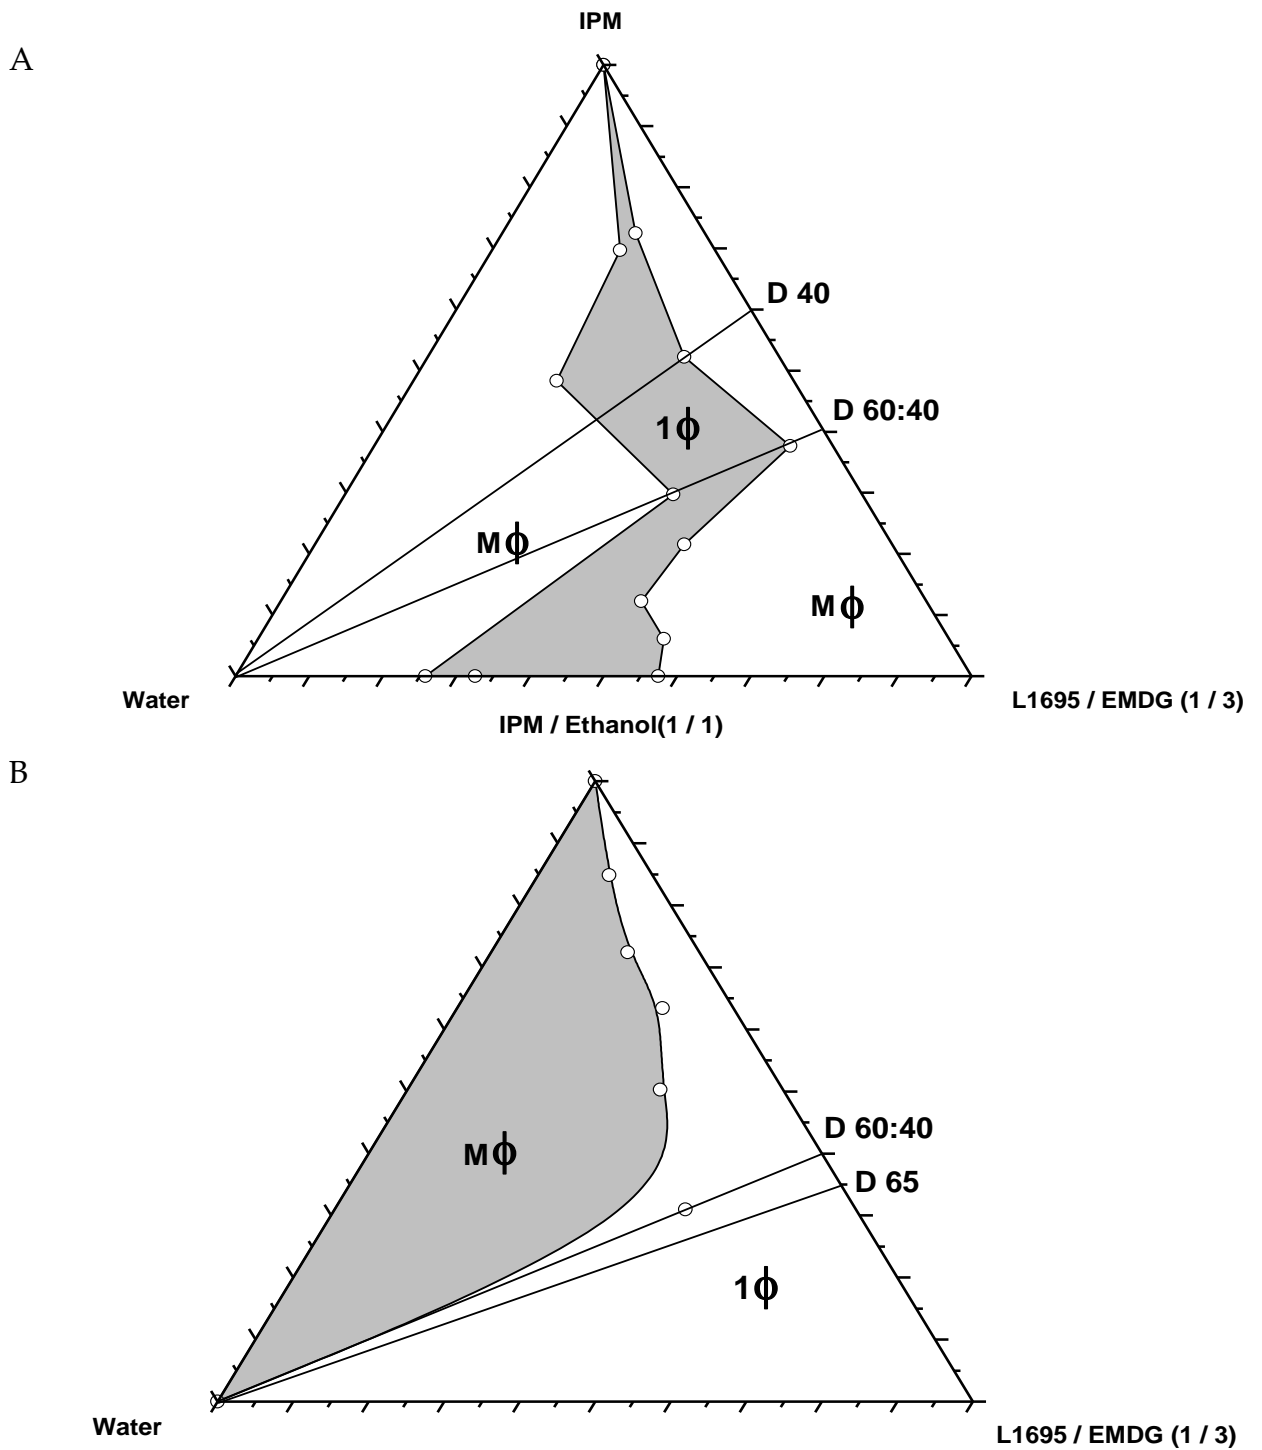 IPM
A
D 40
D 60:40
1ϕ
Mϕ
Mϕ
Water
L1695 / EMDG (1 / 3)
IPM / Ethanol(1 / 1)
B
D 60:40
Mϕ
D 65
1ϕ
Water
L1695 / EMDG (1 / 3)